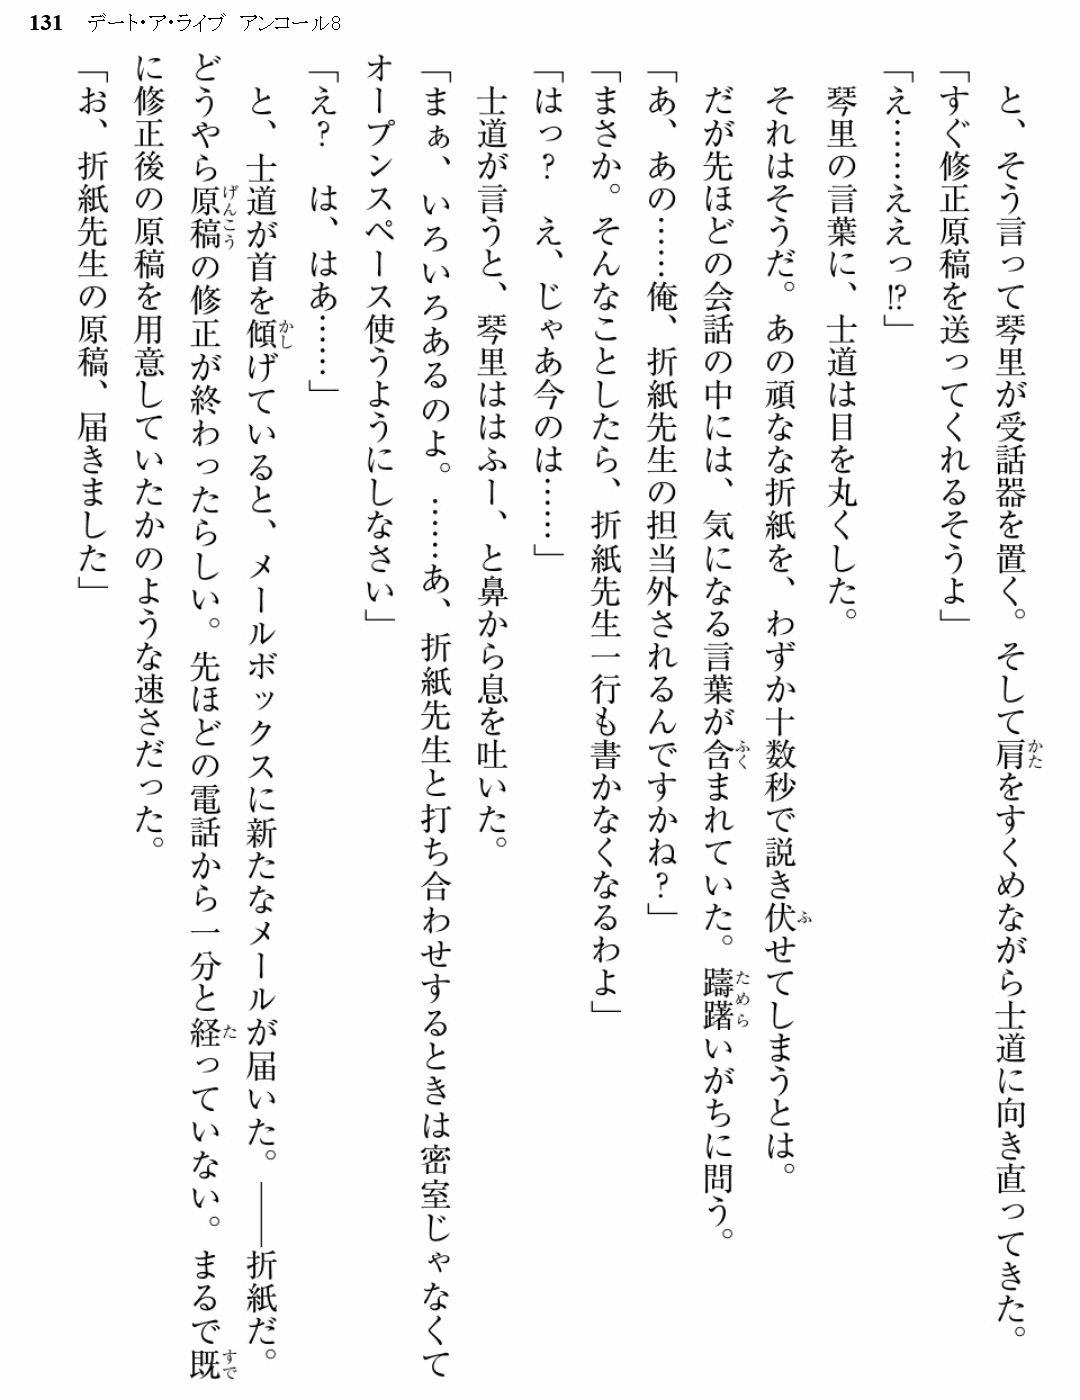 131 デート・ア・ライブ アンコール8
と、そう言って琴里が受話器を置く。そして肩をすくめながら士道に向き直ってきた。
「すぐ修正原稿を送ってくれるそうよ」
「え……ええっ!?」
琴里の言葉に、士道は目を丸くした。
それはそうだ。あの頑なな折紙を、わずか十数秒で説き伏せてしまうとは。
だが先ほどの会話の中には、気になる言葉が含まれていた。躊躇いがちに問う。
「あ、あの……俺、折紙先生の担当外されるんですかね?」
「まさか。そんなことしたら、折紙先生一行も書かなくなるわよ」
「はっ? え、じゃあ今のは……」
士道が言うと、琴里ははふー、と鼻から息を吐いた。
「まぁ、いろいろあるのよ。……あ、折紙先生と打ち合わせするときは密室じゃなくて
オープンスペース使うようにしなさい」
「え? は、はあ……」
と、士道が首を傾げていると、メールボックスに新たなメールが届いた。――折紙だ。
どうやら原稿の修正が終わったらしい。先ほどの電話から一分と経っていない。まるで既
に修正後の原稿を用意していたかのような速さだった。
「お、折紙先生の原稿、届きました」